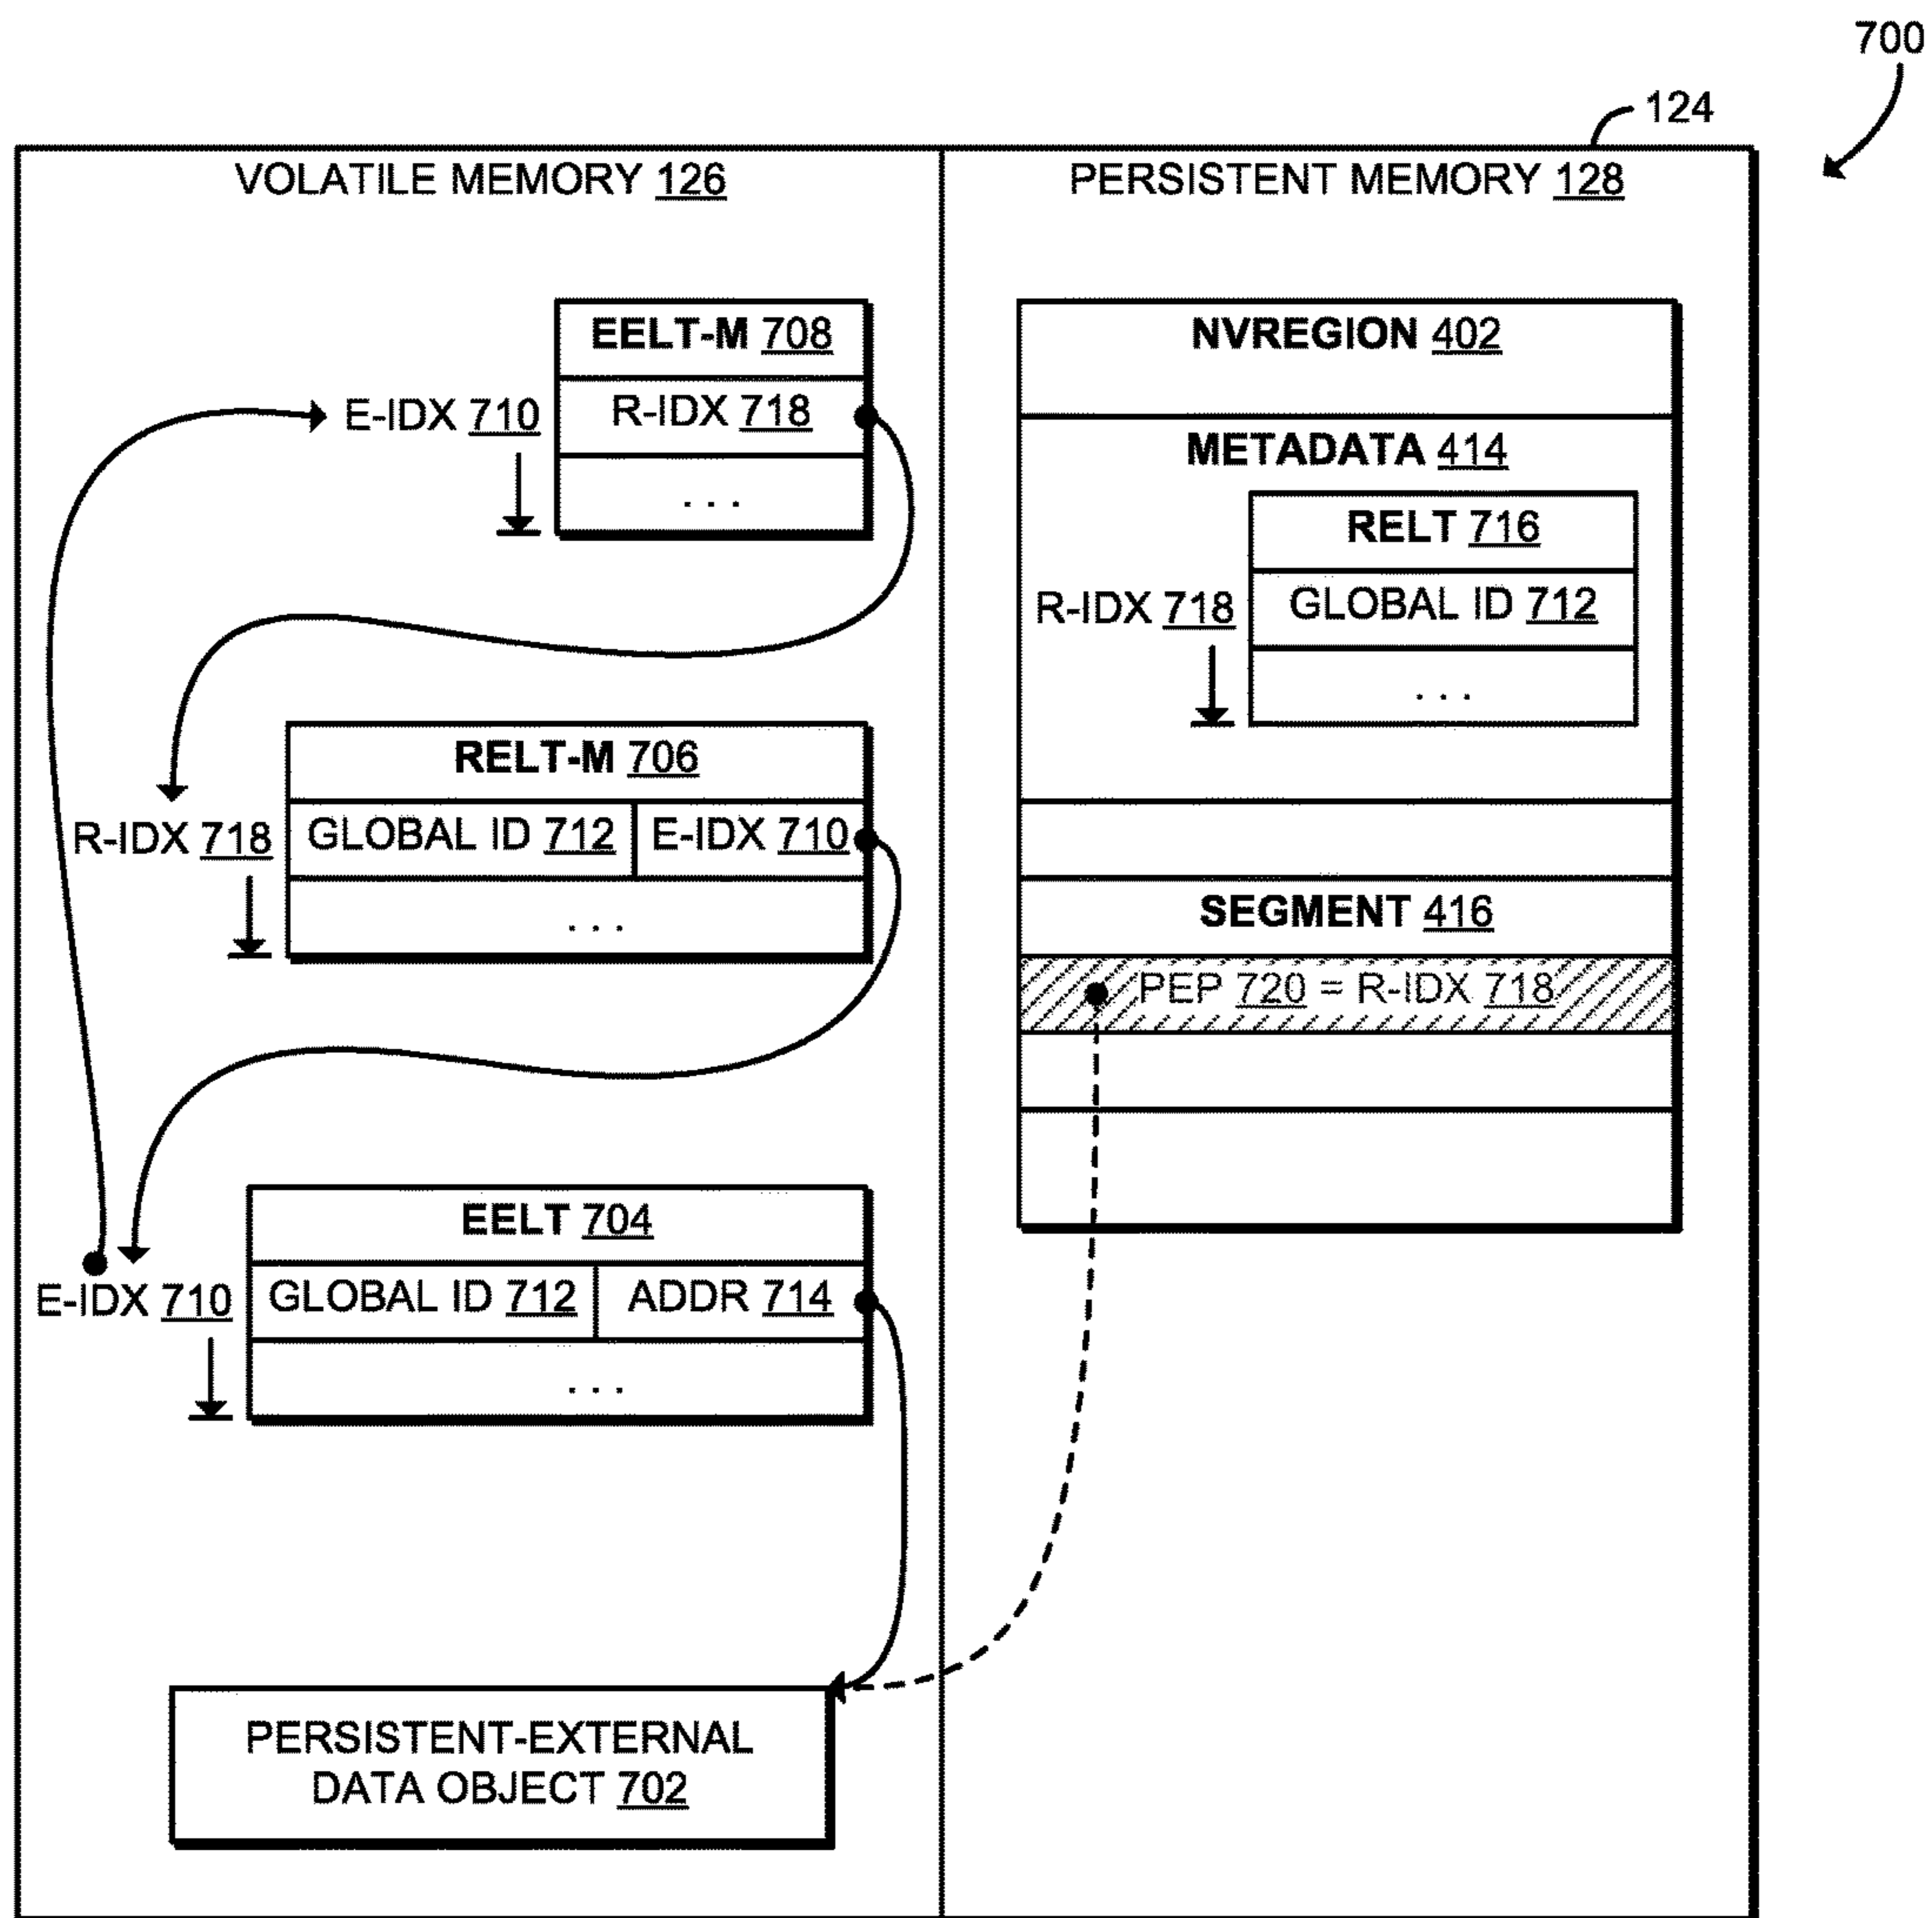 700
124
VOLATILE MEMORY 126
PERSISTENT MEMORY 128
EELT-M 708
E-IDX 710
R-IDX 718
. . .
RELT-M 706
R-IDX 718
GLOBAL ID 712
E-IDX 710
. . .
EELT 704
E-IDX 710
GLOBAL ID 712
ADDR 714
. . .
PERSISTENT-EXTERNAL
DATA OBJECT 702
NVREGION 402
METADATA 414
RELT 716
R-IDX 718
GLOBAL ID 712
. . .
SEGMENT 416
PEP 720 = R-IDX 718